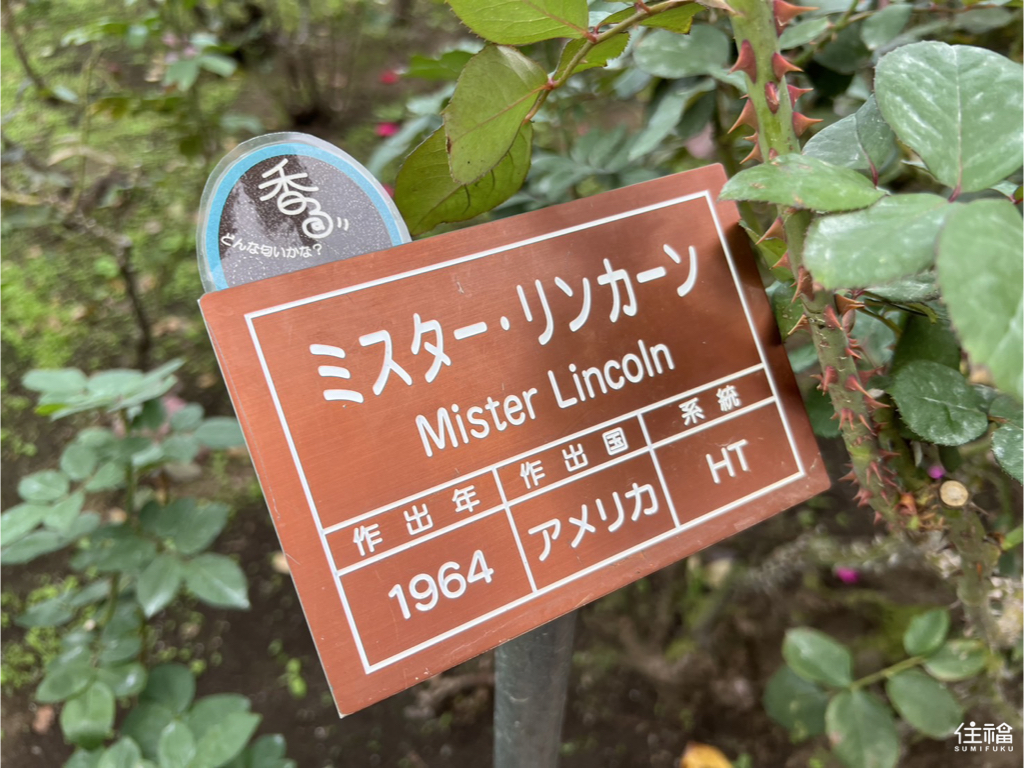 香る
どんな匂いかな?
ミスター・リンカーン
Mister Lincoln
作出年 作出国 系統
1964 アメリカ HT
住福
SUMIFUKU